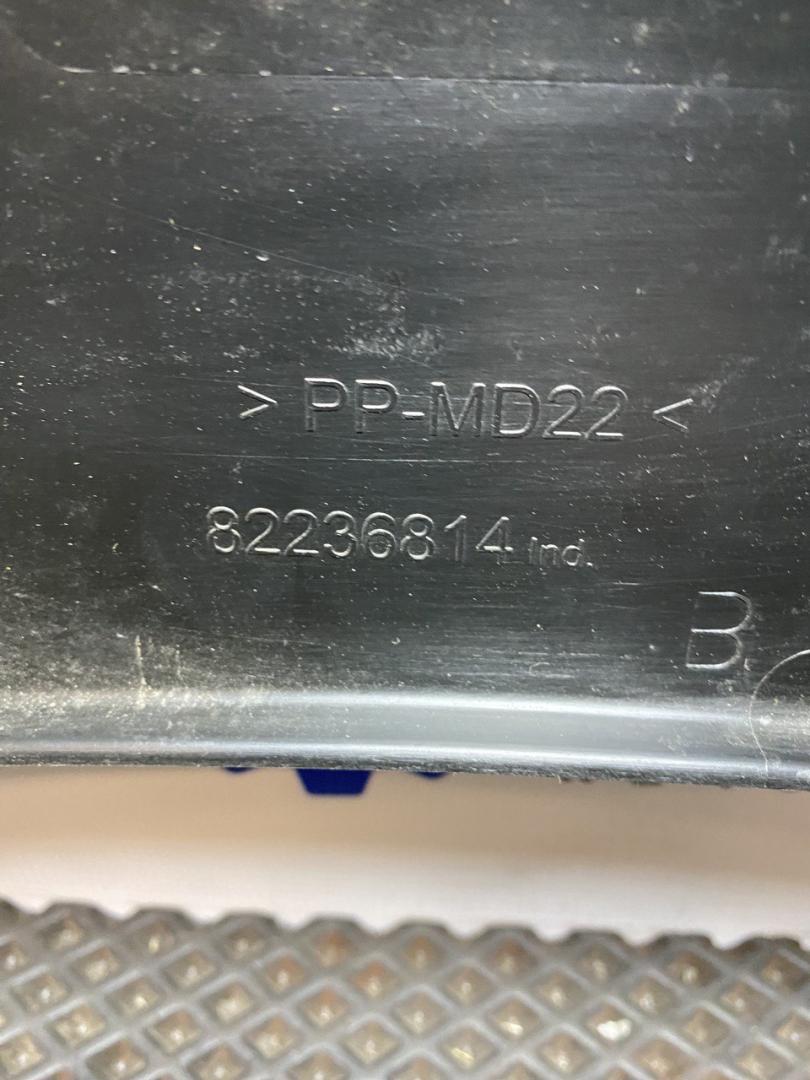 > PP-MD22 <
82236814 Ind.
B